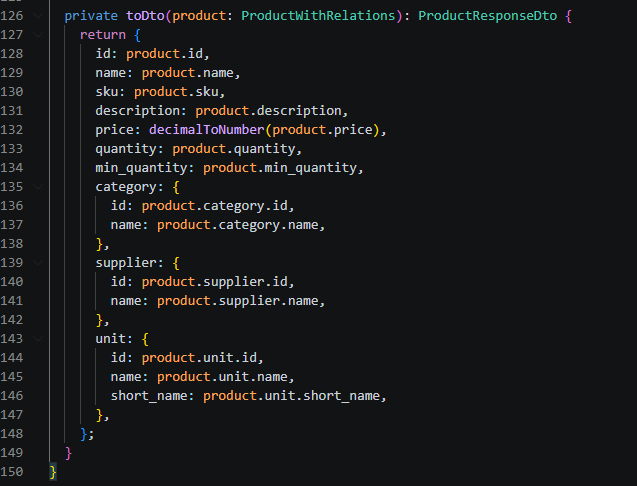 126 private toDto(product: ProductWithRelations): ProductResponseDto {
127 return {
128 id: product.id,
129 name: product.name,
130 sku: product.sku,
131 description: product.description,
132 price: decimalToNumber(product.price),
133 quantity: product.quantity,
134 min_quantity: product.min_quantity,
135 category: {
136 id: product.category.id,
137 name: product.category.name,
138 },
139 supplier: {
140 id: product.supplier.id,
141 name: product.supplier.name,
142 },
143 unit: {
144 id: product.unit.id,
145 name: product.unit.name,
146 short_name: product.unit.short_name,
147 },
148 };
149 }
150 }